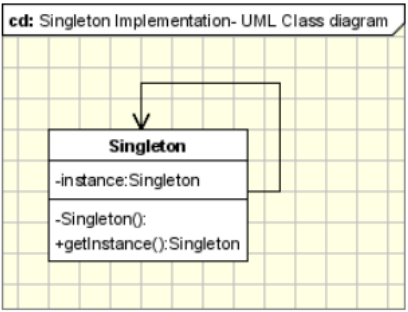 cd: Singleton Implementation- UML Class diagram
Singleton
-instance:Singleton
-Singleton():
+getInstance():Singleton